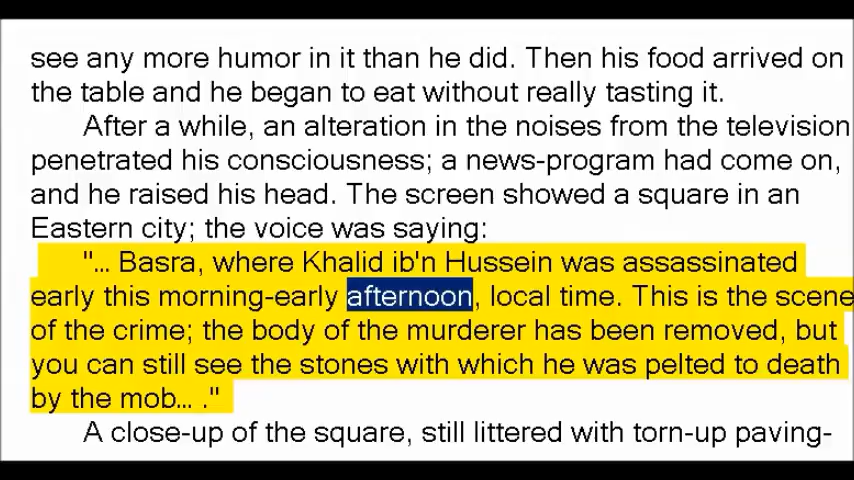 see any more humor in it than he did. Then his food arrived on
the table and he began to eat without really tasting it.
After a while, an alteration in the noises from the television
penetrated his consciousness; a news-program had come on,
and he raised his head. The screen showed a square in an
Eastern city; the voice was saying:
"... Basra, where Khalid ib'n Hussein was assassinated
early this morning-early afternoon, local time. This is the scene
of the crime; the body of the murderer has been removed, but
you can still see the stones with which he was pelted to death
by the mob... ."
A close-up of the square, still littered with torn-up paving-